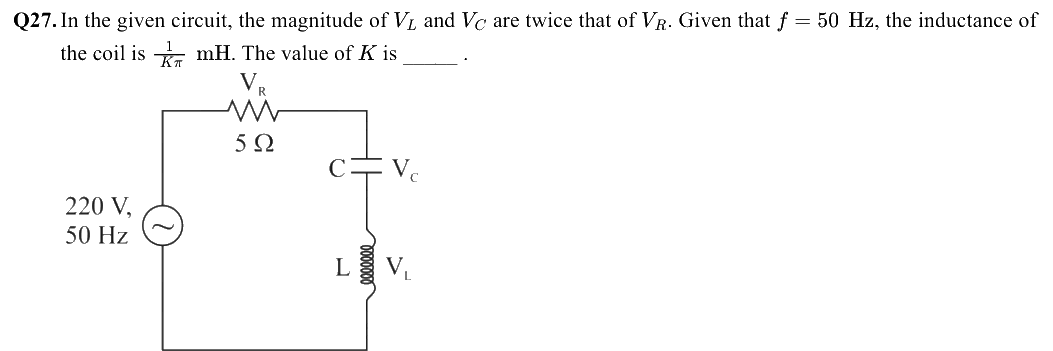 Q27. In the given circuit, the magnitude of V_L and V_C are twice that of V_R. Given that f = 50 Hz, the inductance of
the coil is \frac{1}{K\pi} mH. The value of K is _____ .
V_R
5 Ω
C V_C
220 V,
50 Hz
L V_L